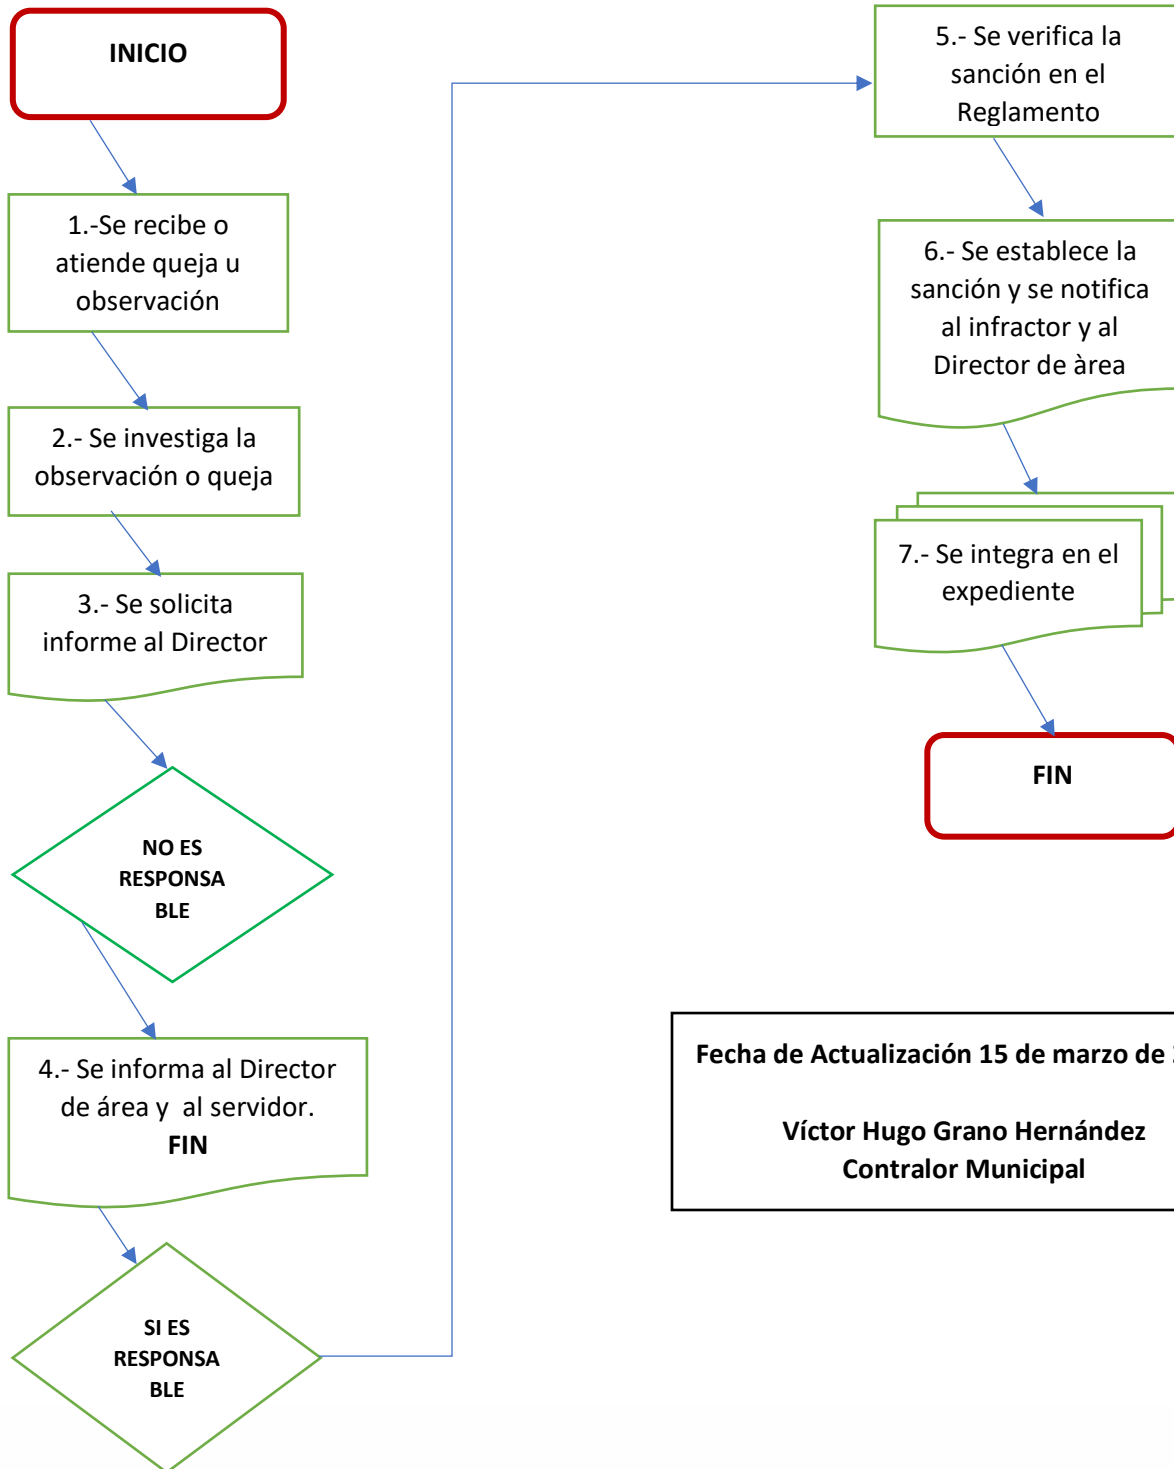 INICIO
1.-Se recibe o
atiende queja u
observación
2.- Se investiga la
observación o queja
3.- Se solicita
informe al Director
NO ES
RESPONSA
BLE
4.- Se informa al Director
de área y al servidor.
FIN
SI ES
RESPONSA
BLE
5.- Se verifica la
sanción en el
Reglamento
6.- Se establece la
sanción y se notifica
al infractor y al
Director de àrea
7.- Se integra en el
expediente
FIN
Fecha de Actualización 15 de marzo de
Víctor Hugo Grano Hernández
Contralor Municipal